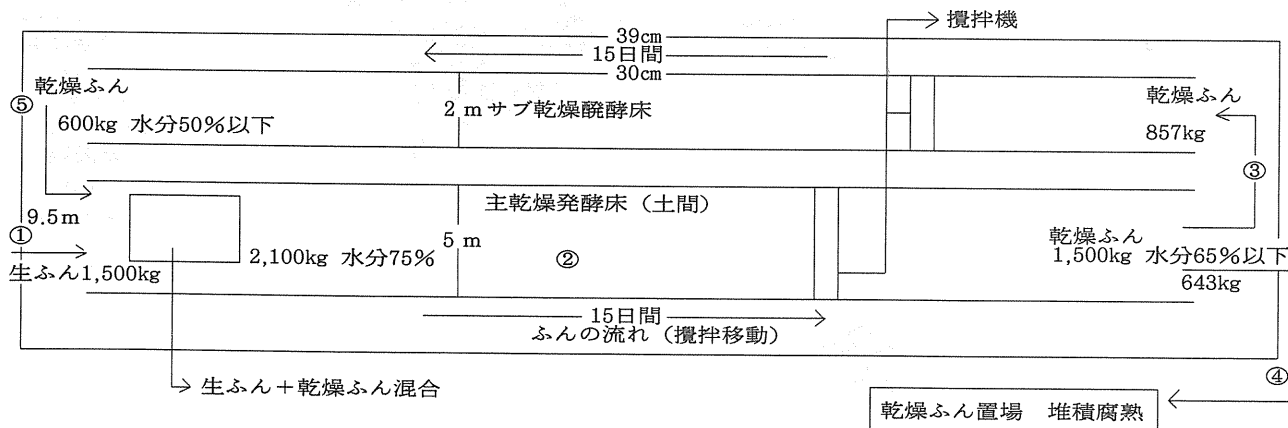 攪拌機
39cm
15日間
30cm
乾燥ふん
⑤
2 m サブ乾燥醗酵床
乾燥ふん
600kg 水分50%以下
857kg
③
主乾燥発酵床（土間）
9.5m
①
5 m
乾燥ふん
2,100kg 水分75%
②
1,500kg 水分65%以下
生ふん1,500kg
643kg
15日間
ふんの流れ（攪拌移動）
④
生ふん＋乾燥ふん混合
乾燥ふん置場 堆積腐熟